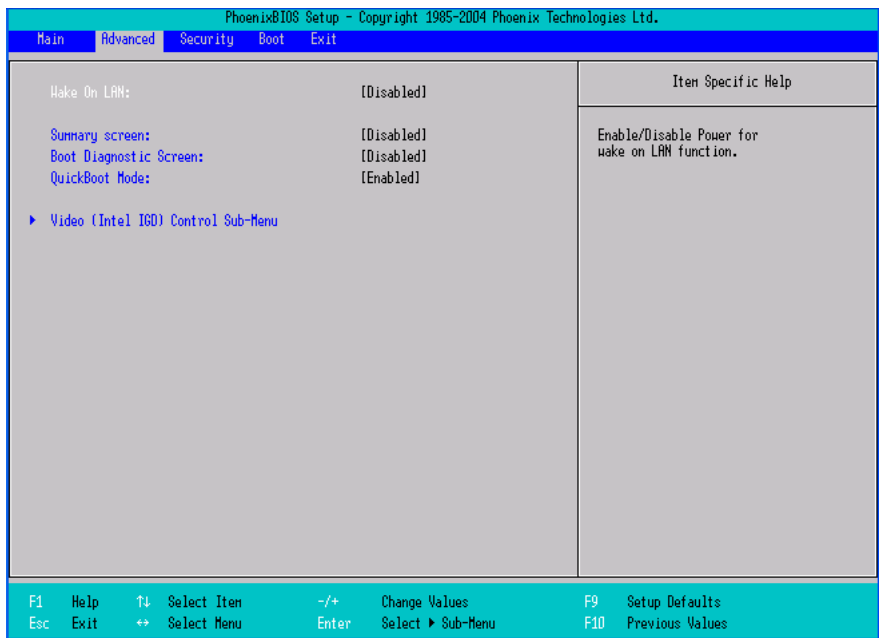 PhoenixBIOS Setup - Copyright 1985-2004 Phoenix Technologies Ltd.
Main Advanced Security Boot Exit
Item Specific Help
Wake On LAN: [Disabled]
Summary screen: [Disabled]
Boot Diagnostic Screen: [Disabled]
QuickBoot Mode: [Enabled]
Video (Intel IGD) Control Sub-Menu
Enable/Disable Power for
wake on LAN function.
F1 Help ↑↓ Select Item -/+ Change Values F9 Setup Defaults
Esc Exit ↔ Select Menu Enter Select ▶ Sub-Menu F10 Previous Values